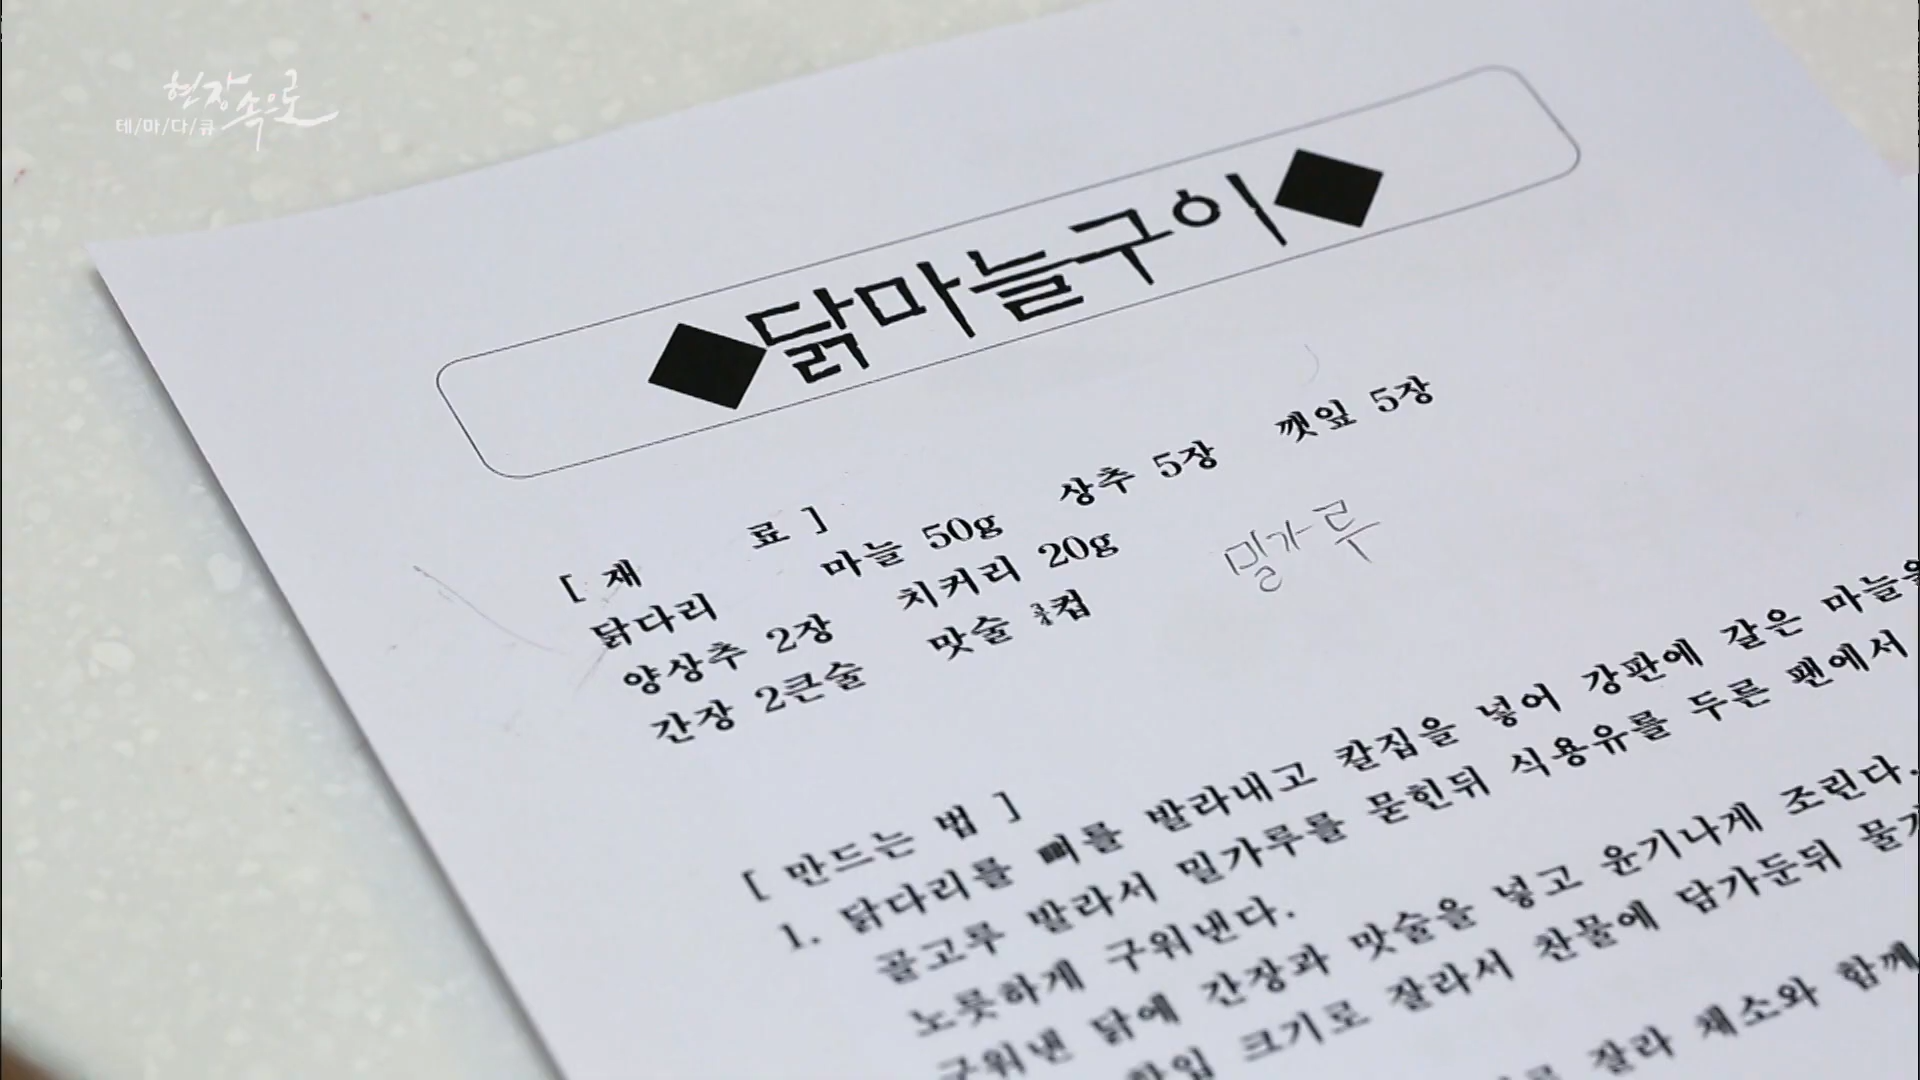 현장속으로
테/마/다/큐
◆닭마늘구이◆
[ 재 료 ]
닭다리 마늘 50g 상추 5장 깻잎 5장
양상추 2장 치커리 20g 밀가루
간장 2큰술 맛술 컵
[ 만드는 법 ]
1. 닭다리를 뼈를 발라내고 칼집을 넣어 강판에 갈은 마늘을
골고루 발라서 밀가루를 묻힌뒤 식용유를 두른 팬에서
노릇하게 구워낸다.
구워낸 닭에 간장과 맛술을 넣고 윤기나게 조린다.
한입 크기로 잘라서 찬물에 담가둔뒤 물기
잘라 채소와 함께